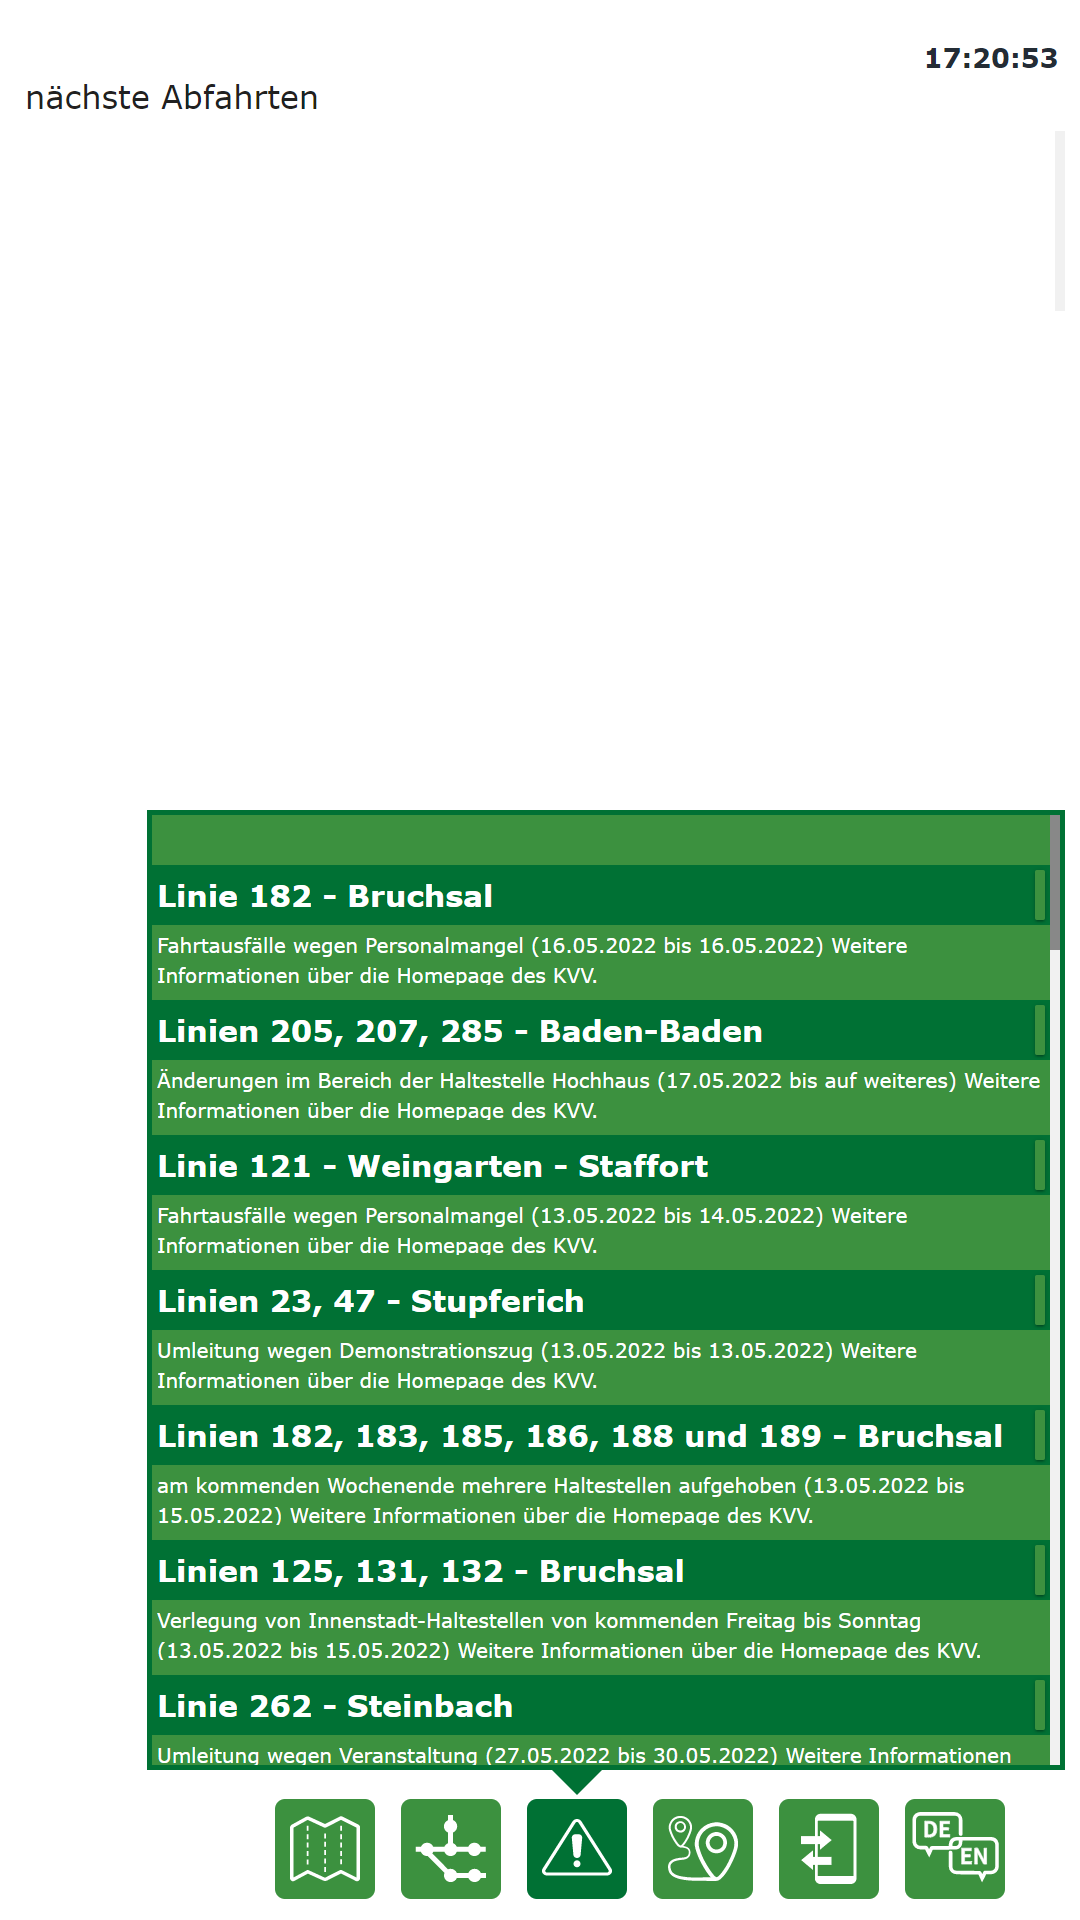 17:20:53
nächste Abfahrten
Linie 182 - Bruchsal
Fahrtausfälle wegen Personalmangel (16.05.2022 bis 16.05.2022) Weitere
Informationen über die Homepage des KVV.
Linien 205, 207, 285 - Baden-Baden
Änderungen im Bereich der Haltestelle Hochhaus (17.05.2022 bis auf weiteres) Weitere
Informationen über die Homepage des KVV.
Linie 121 - Weingarten - Staffort
Fahrtausfälle wegen Personalmangel (13.05.2022 bis 14.05.2022) Weitere
Informationen über die Homepage des KVV.
Linien 23, 47 - Stupferich
Umleitung wegen Demonstrationszug (13.05.2022 bis 13.05.2022) Weitere
Informationen über die Homepage des KVV.
Linien 182, 183, 185, 186, 188 und 189 - Bruchsal
am kommenden Wochenende mehrere Haltestellen aufgehoben (13.05.2022 bis
15.05.2022) Weitere Informationen über die Homepage des KVV.
Linien 125, 131, 132 - Bruchsal
Verlegung von Innenstadt-Haltestellen von kommenden Freitag bis Sonntag
(13.05.2022 bis 15.05.2022) Weitere Informationen über die Homepage des KVV.
Linie 262 - Steinbach
Umleitung wegen Veranstaltung (27.05.2022 bis 30.05.2022) Weitere Informationen
DE
EN